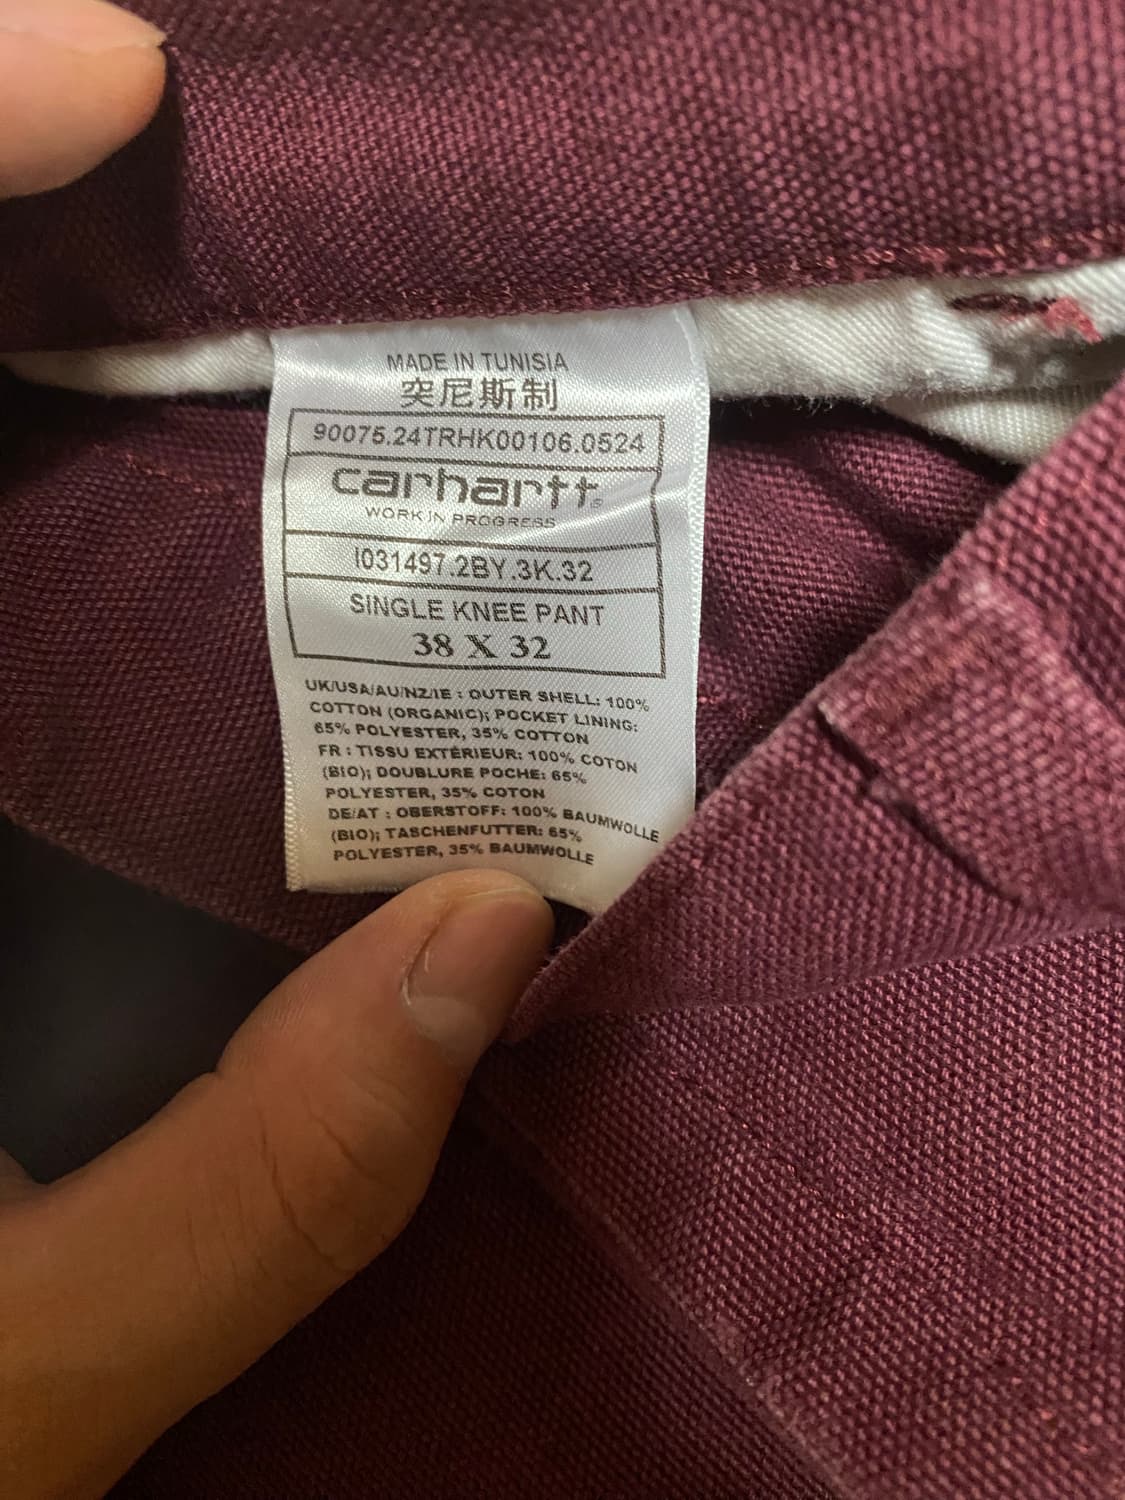 MADE IN TUNISIA
突尼斯制
90075.24TRHK00106.0524
carhartt®
WORK IN PROGRESS
I031497.2BY.3K.32
SINGLE KNEE PANT
38 X 32
UK/USA/AU/NZ/IE : OUTER SHELL: 100%
COTTON (ORGANIC); POCKET LINING:
65% POLYESTER, 35% COTTON
FR : TISSU EXTÉRIEUR: 100% COTON
(BIO); DOUBLURE POCHE: 65%
POLYESTER, 35% COTON
DE/AT : OBERSTOFF: 100% BAUMWOLLE
(BIO); TASCHENFUTTER: 65%
POLYESTER, 35% BAUMWOLLE